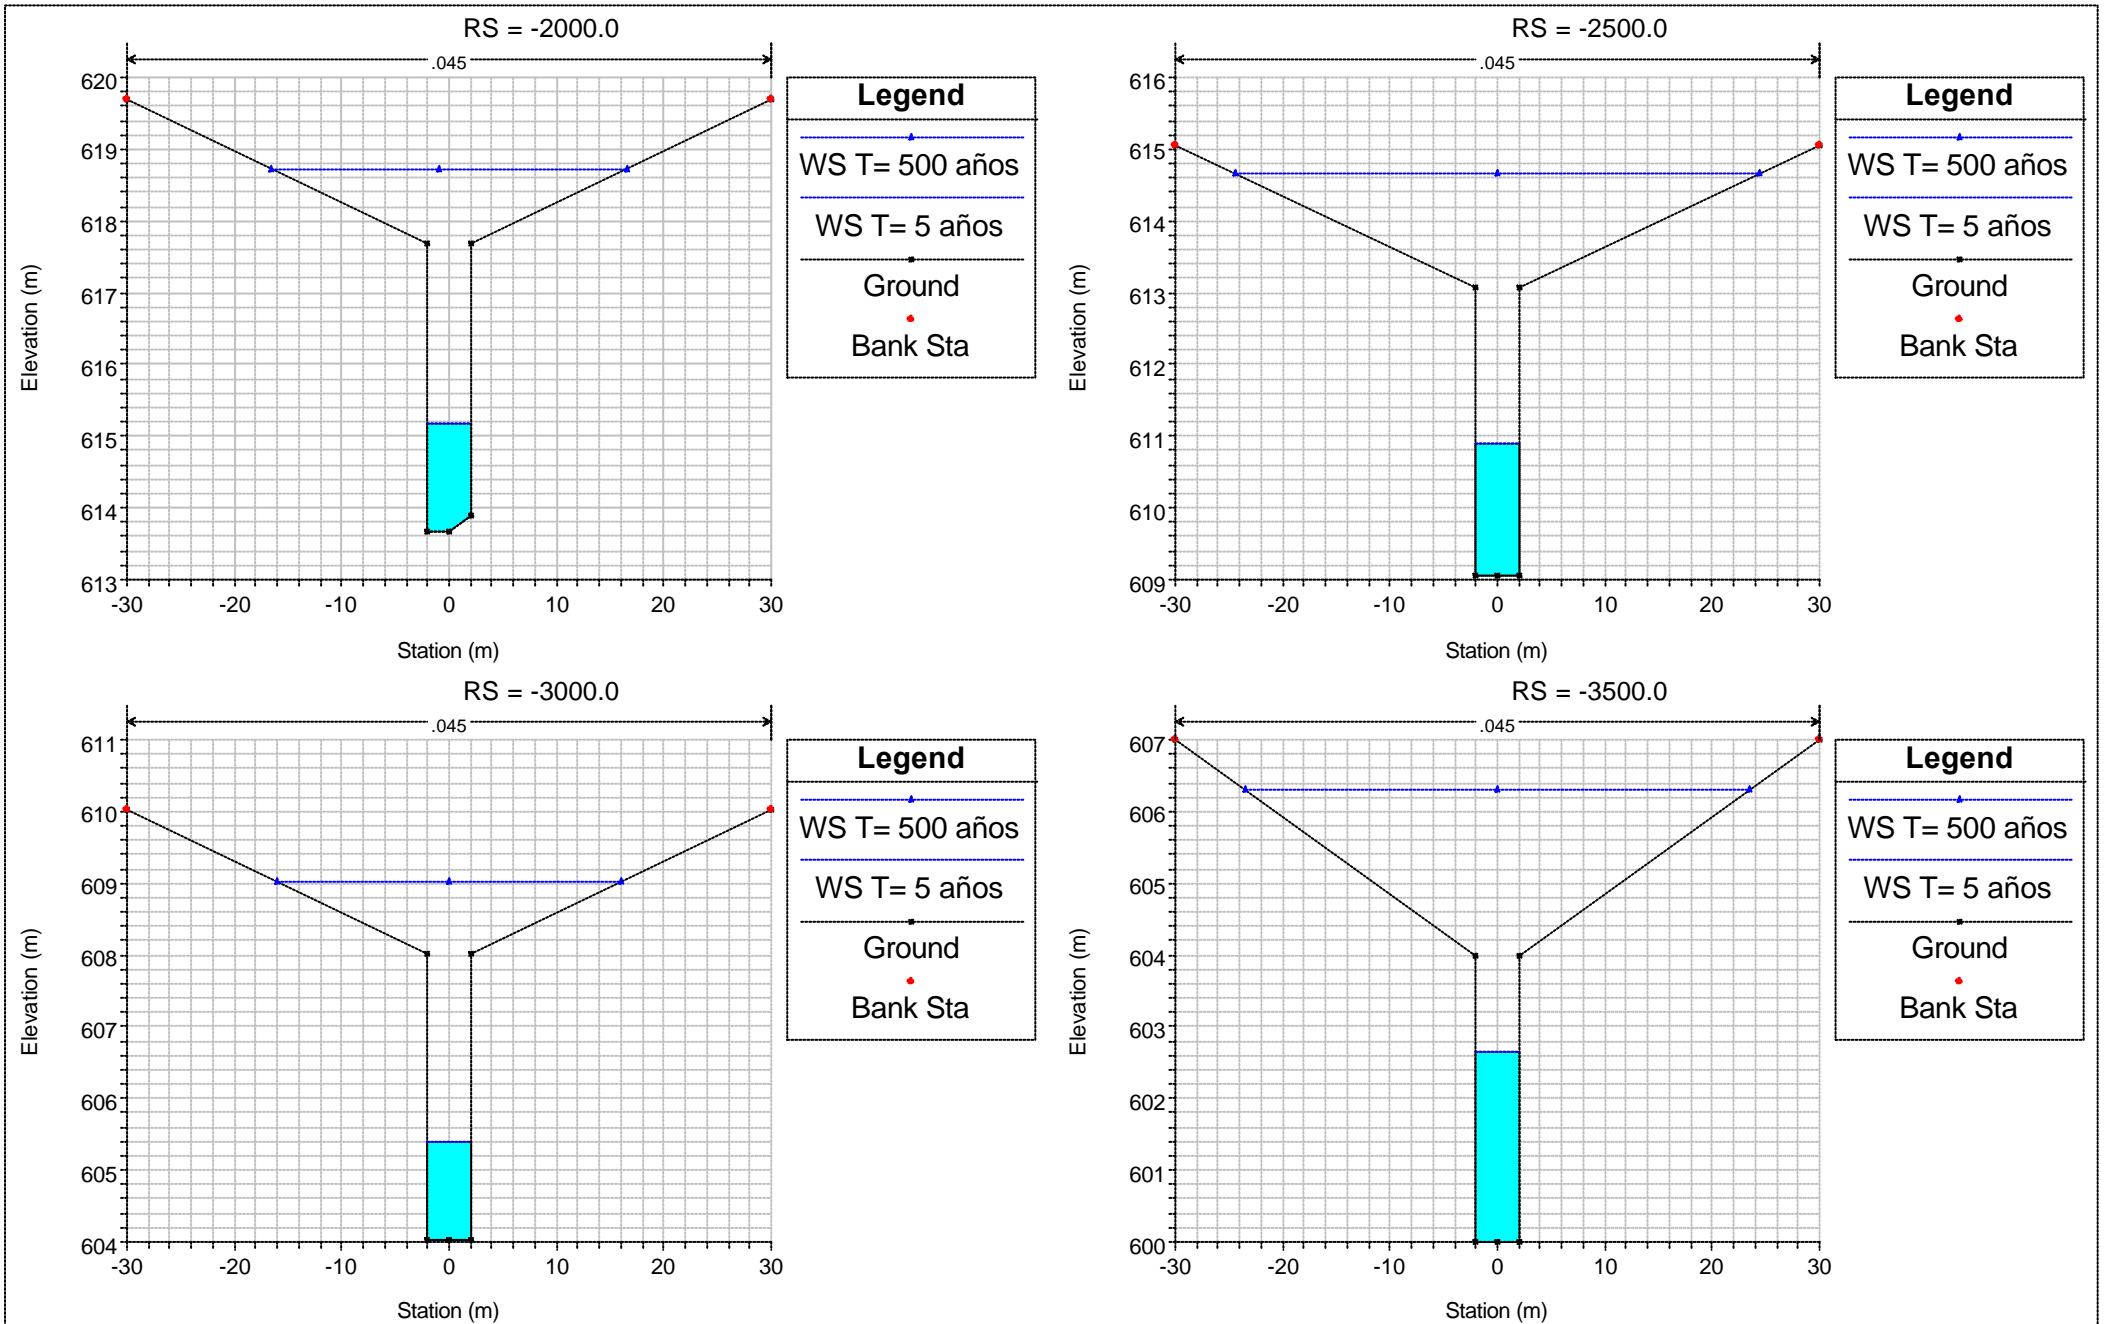 RS = -2000.0
.045
620
619
618
617
616
615
614
613
Elevation (m)
-30 -20 -10 0 10 20 30
Station (m)
Legend
WS T= 500 años
WS T= 5 años
Ground
Bank Sta
RS = -2500.0
.045
616
615
614
613
612
611
610
609
Elevation (m)
-30 -20 -10 0 10 20 30
Station (m)
Legend
WS T= 500 años
WS T= 5 años
Ground
Bank Sta
RS = -3000.0
.045
611
610
609
608
607
606
605
604
Elevation (m)
-30 -20 -10 0 10 20 30
Station (m)
Legend
WS T= 500 años
WS T= 5 años
Ground
Bank Sta
RS = -3500.0
.045
607
606
605
604
603
602
601
600
Elevation (m)
-30 -20 -10 0 10 20 30
Station (m)
Legend
WS T= 500 años
WS T= 5 años
Ground
Bank Sta